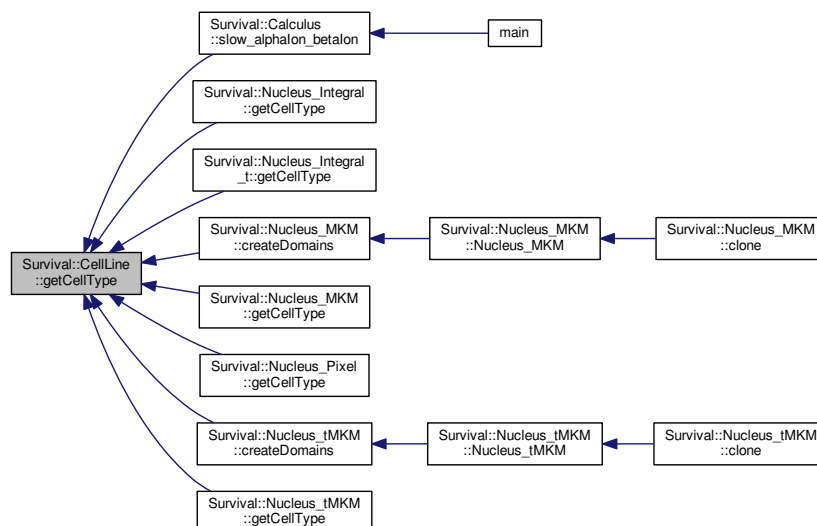 Survival::Calculus
::slow_alphaIon_betaIon
main
Survival::Nucleus_Integral
::getCellType
Survival::Nucleus_Integral
_t::getCellType
Survival::CellLine
::getCellType
Survival::Nucleus_MKM
::createDomains
Survival::Nucleus_MKM
::Nucleus_MKM
Survival::Nucleus_MKM
::clone
Survival::Nucleus_MKM
::getCellType
Survival::Nucleus_Pixel
::getCellType
Survival::Nucleus_tMKM
::createDomains
Survival::Nucleus_tMKM
::Nucleus_tMKM
Survival::Nucleus_tMKM
::clone
Survival::Nucleus_tMKM
::getCellType